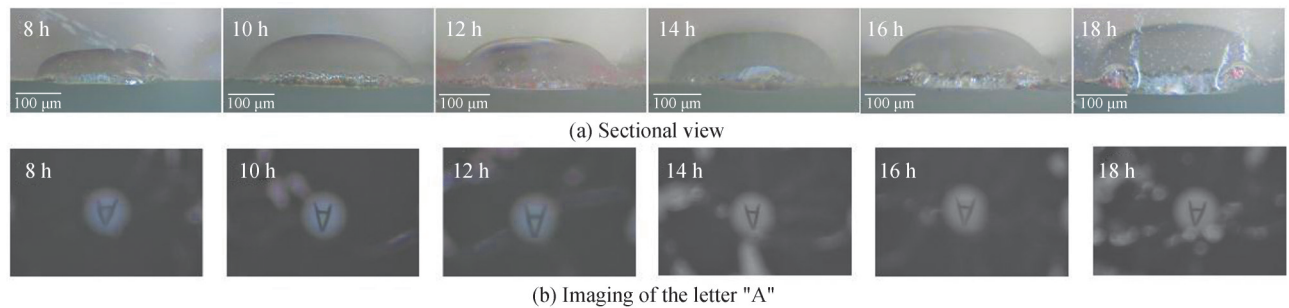 8 h 10 h 12 h 14 h 16 h 18 h
100 μm 100 μm 100 μm 100 μm 100 μm 100 μm
(a) Sectional view
8 h 10 h 12 h 14 h 16 h 18 h
A A A A A A
(b) Imaging of the letter "A"